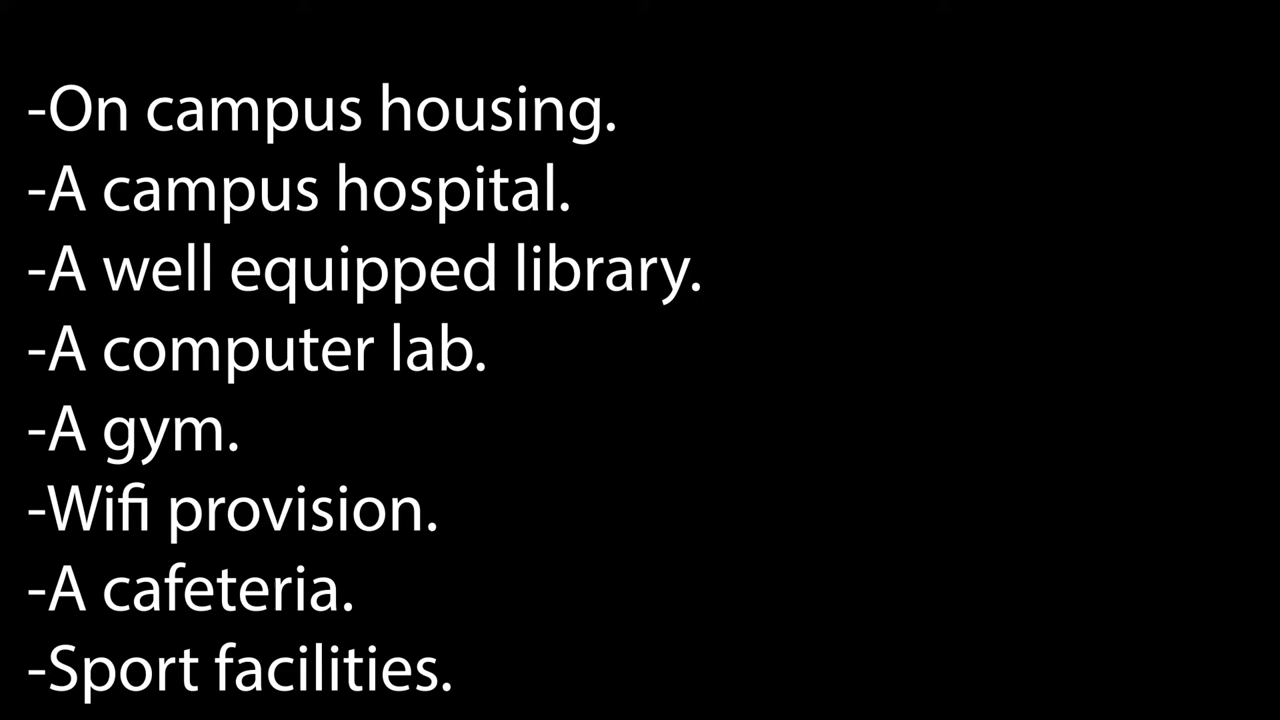 -On campus housing.
-A campus hospital.
-A well equipped library.
-A computer lab.
-A gym.
-Wifi provision.
-A cafeteria.
-Sport facilities.